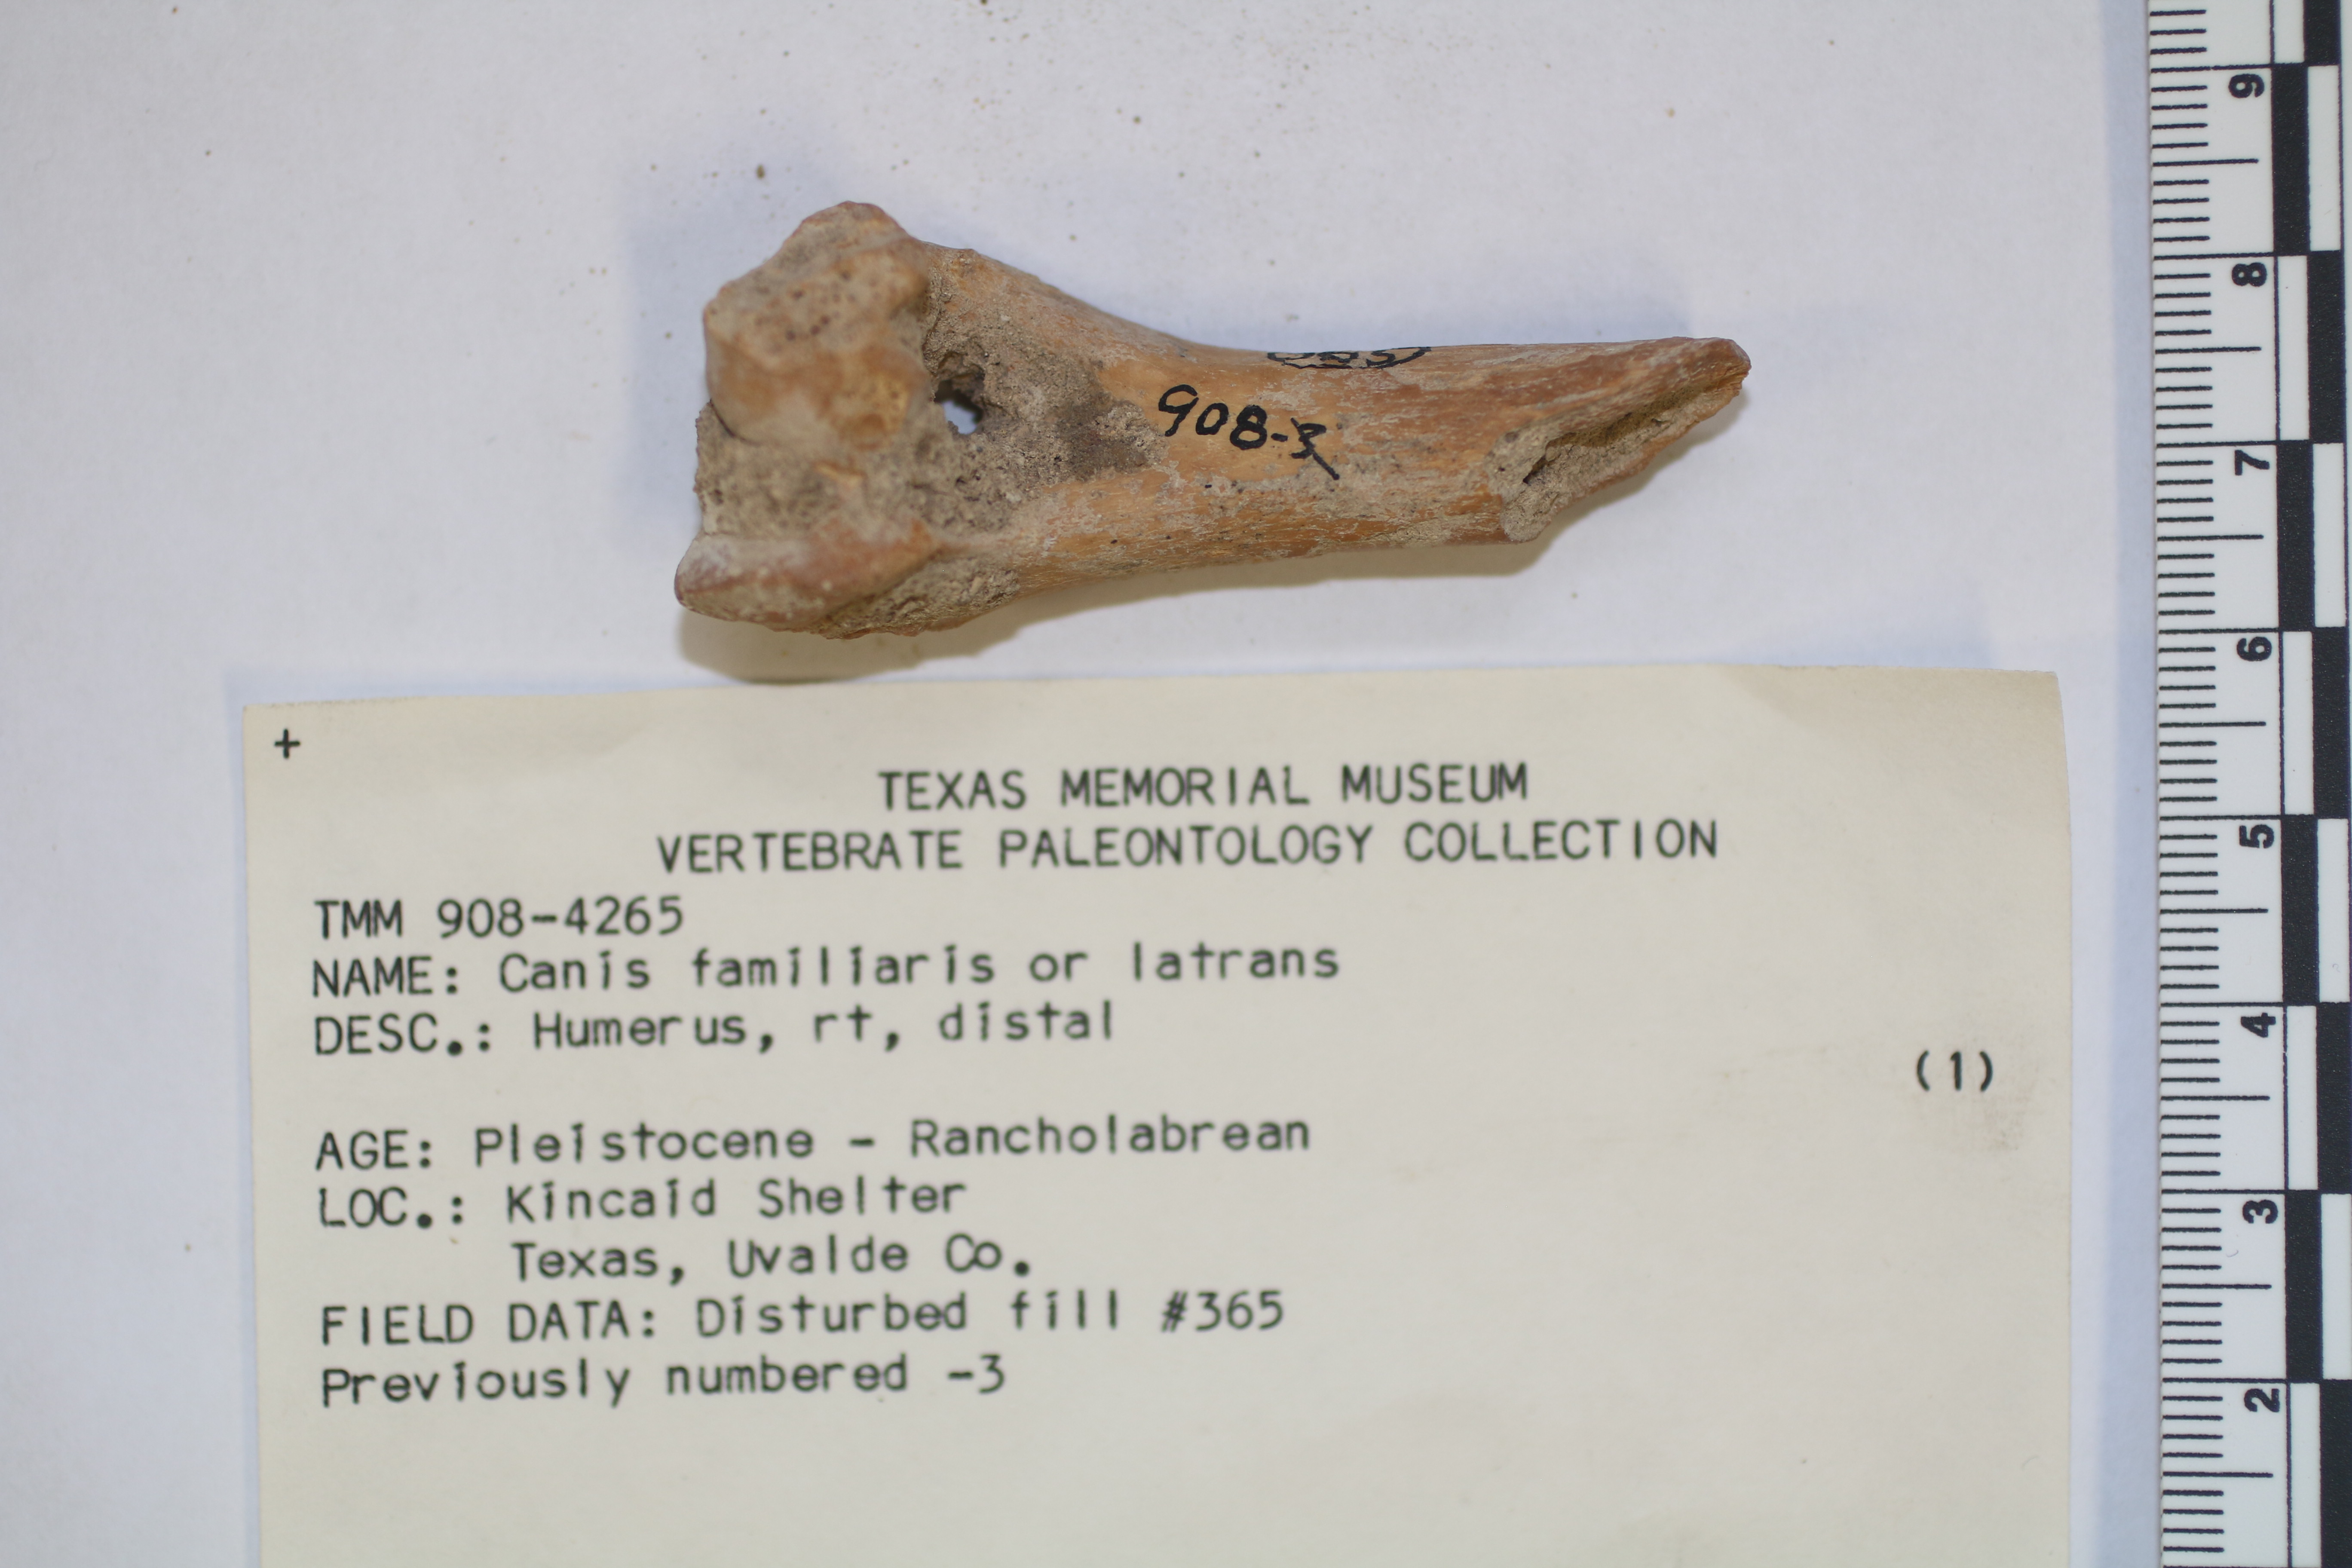 908-3
+
TEXAS MEMORIAL MUSEUM
VERTEBRATE PALEONTOLOGY COLLECTION
TMM 908-4265
NAME: Canis familiaris or latrans
DESC.: Humerus, rt, distal
(1)
AGE: Pleistocene - Rancholabrean
LOC.: Kincaid Shelter
Texas, Uvalde Co.
FIELD DATA: Disturbed fill #365
Previously numbered -3
9
8
7
6
5
4
3
2